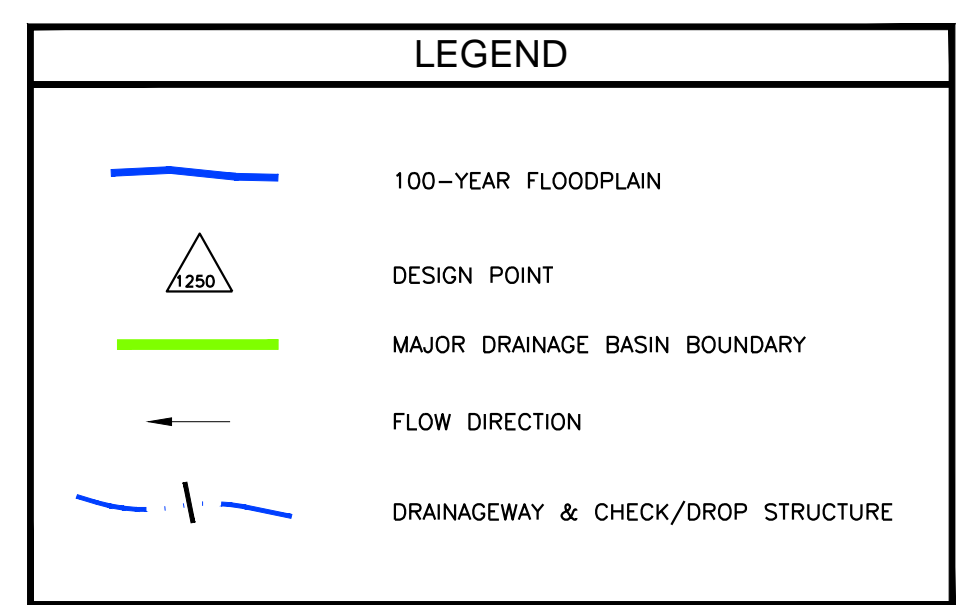 LEGEND
100-YEAR FLOODPLAIN
1250
DESIGN POINT
MAJOR DRAINAGE BASIN BOUNDARY
FLOW DIRECTION
DRAINAGEWAY & CHECK/DROP STRUCTURE